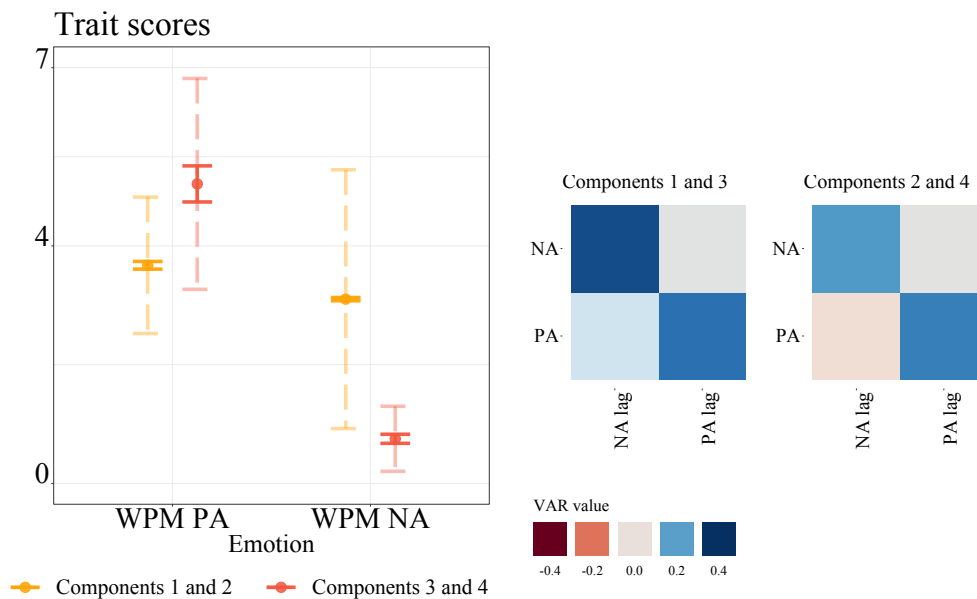 Trait scores
7
4
0
WPM PA
WPM NA
Emotion
Components 1 and 2
Components 3 and 4
Components 1 and 3
NA
PA
NA lag
PA lag
Components 2 and 4
NA
PA
NA lag
PA lag
VAR value
-0.4 -0.2 0.0 0.2 0.4